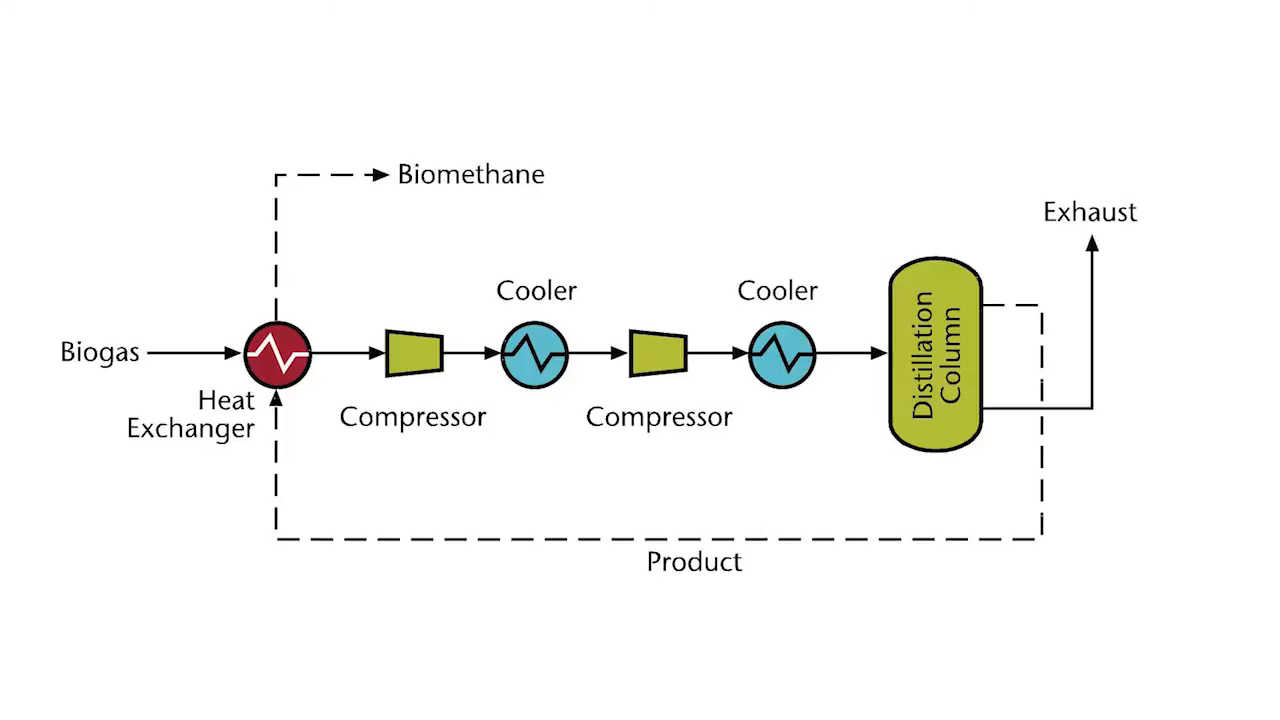 Biomethane
Exhaust
Cooler
Cooler
Biogas
Heat
Exchanger
Compressor
Compressor
Distillation
Column
Product